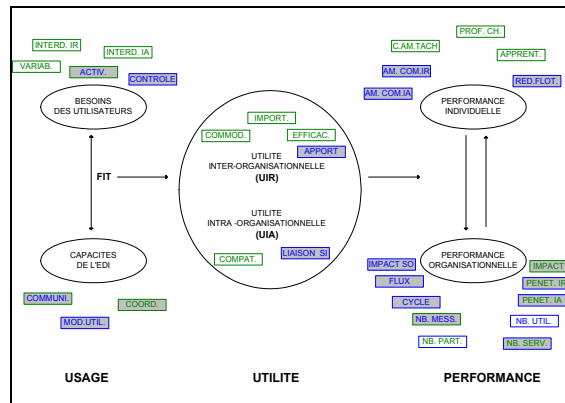 INTERD. IR
INTERD. IA
VARIAB.
ACTIV.
CONTROLE
BESOINS
DES UTILISATEURS
FIT
CAPACITES
DE L'EDI
COMMUNI.
COORD.
MOD.UTIL.
USAGE
IMPORT.
COMMOD.
EFFICAC.
APPORT
UTILITE
INTER-ORGANISATIONNELLE
(UIR)
UTILITE
INTRA -ORGANISATIONNELLE
(UIA)
COMPAT.
LIAISON SI
UTILITE
PROF. CH.
C.AM.TACH
APPRENT.
AM. COM.IR
RED.FLOT.
AM. COM.IA
PERFORMANCE
INDIVIDUELLE
PERFORMANCE
ORGANISATIONNELLE
IMPACT SO
IMPACT
FLUX
PENET. IR
CYCLE
PENET. IA
NB. MESS.
NB. UTIL.
NB. PART.
NB. SERV.
PERFORMANCE